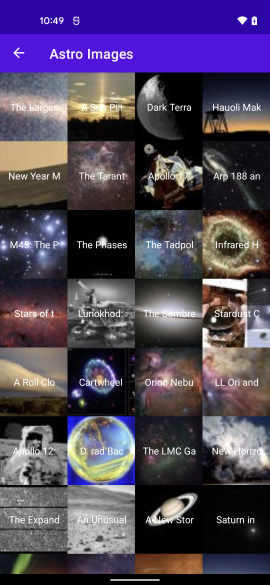 10:49
Astro Images
The Larges
A Sun Pill
Dark Terra
Hauoli Mak
New Year M
The Tarant
Apollo 17:
Arp 188 an
M45: The P
The Phases
The Tadpol
Infrared H
Stars of t
Lunokhod:
The Sombre
Stardust C
A Roll Clo
Cartwheel
Orion Nebu
LL Ori and
Apollo 12:
D. rad Bac
The LMC Ga
New Horizo
The Expand
An Unusual
A New Stor
Saturn in